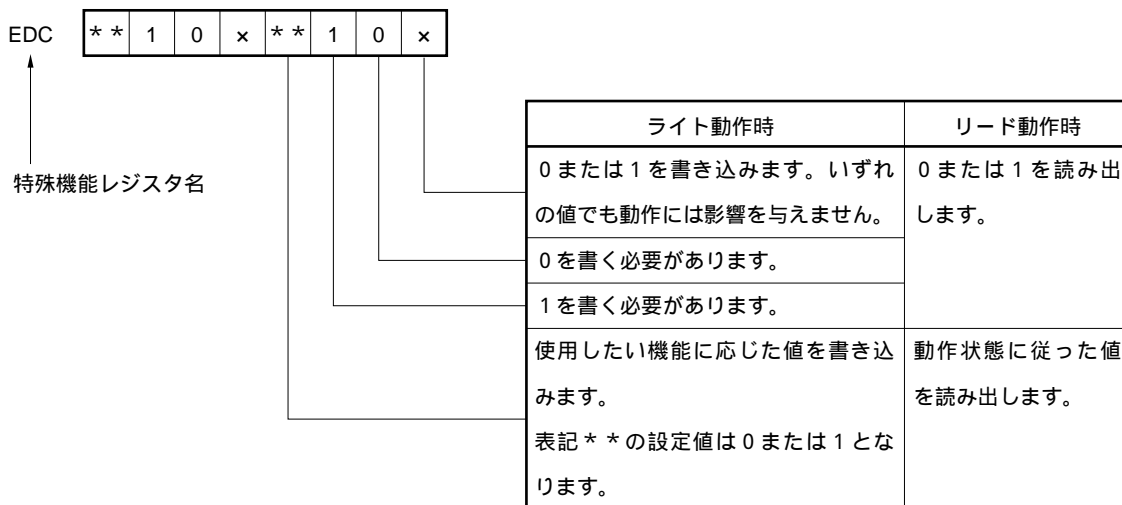 EDC ** 1 0 × ** 1 0 ×
特殊機能レジスタ名
ライト動作時 リード動作時
0または1を書き込みます。いずれ 0または1を読み出
の値でも動作には影響を与えません。 します。
0を書く必要があります。
1を書く必要があります。
使用したい機能に応じた値を書き込 動作状態に従った値
みます。 を読み出します。
表記**の設定値は0または1とな
ります。